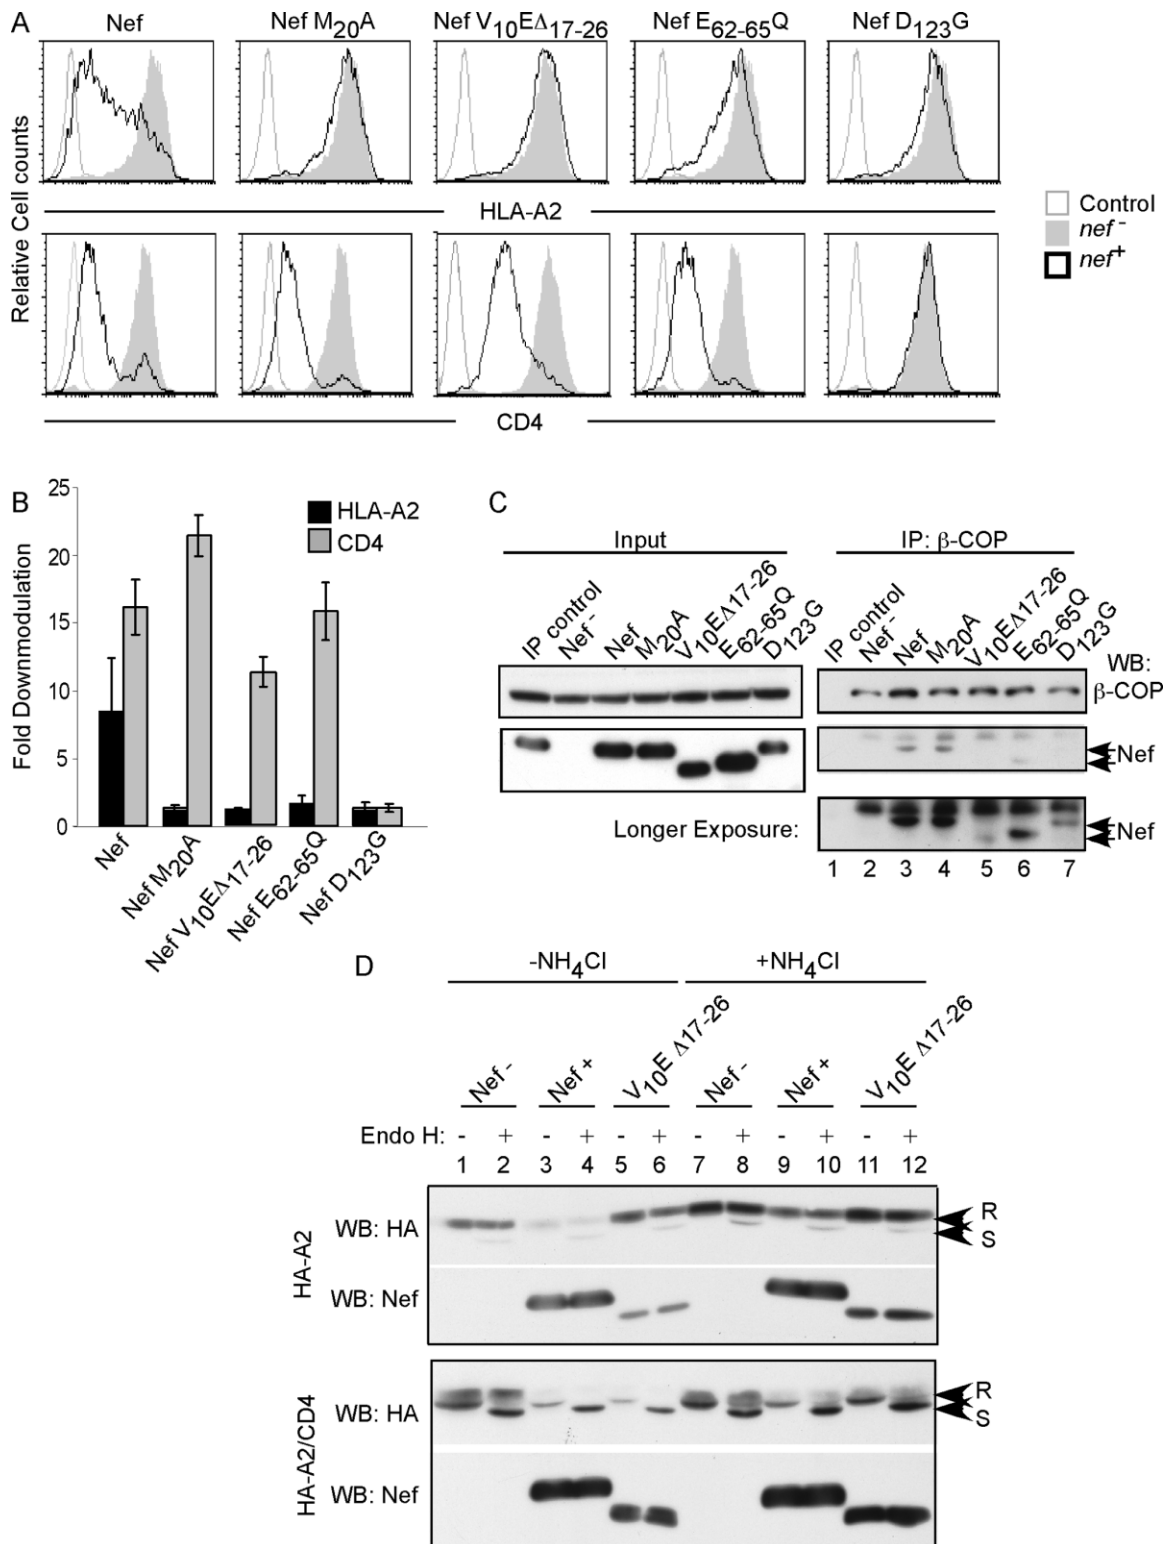 A
Nef
Nef M20A
Nef V10EΔ17-26
Nef E62-65Q
Nef D123G
Relative Cell counts
HLA-A2
CD4
Control
nef -
nef+
B
Fold Downmodulation
25
20
15
10
5
0
HLA-A2
CD4
Nef
Nef M20A
Nef V10EΔ17-26
Nef E62-65Q
Nef D123G
C
Input
IP: β-COP
IP control
Nef -
Nef
M20A
V10EΔ17-26
E62-65Q
D123G
IP control
Nef -
Nef
M20A
V10EΔ17-26
E62-65Q
D123G
WB:
β-COP
Nef
Longer Exposure:
Nef
1 2 3 4 5 6 7
D
-NH4Cl
+NH4Cl
Nef -
Nef +
V10E Δ17-26
Nef -
Nef +
V10E Δ17-26
Endo H: - + - + - + - + - + - +
1 2 3 4 5 6 7 8 9 10 11 12
HA-A2
WB: HA
R
S
WB: Nef
HA-A2/CD4
WB: HA
R
S
WB: Nef